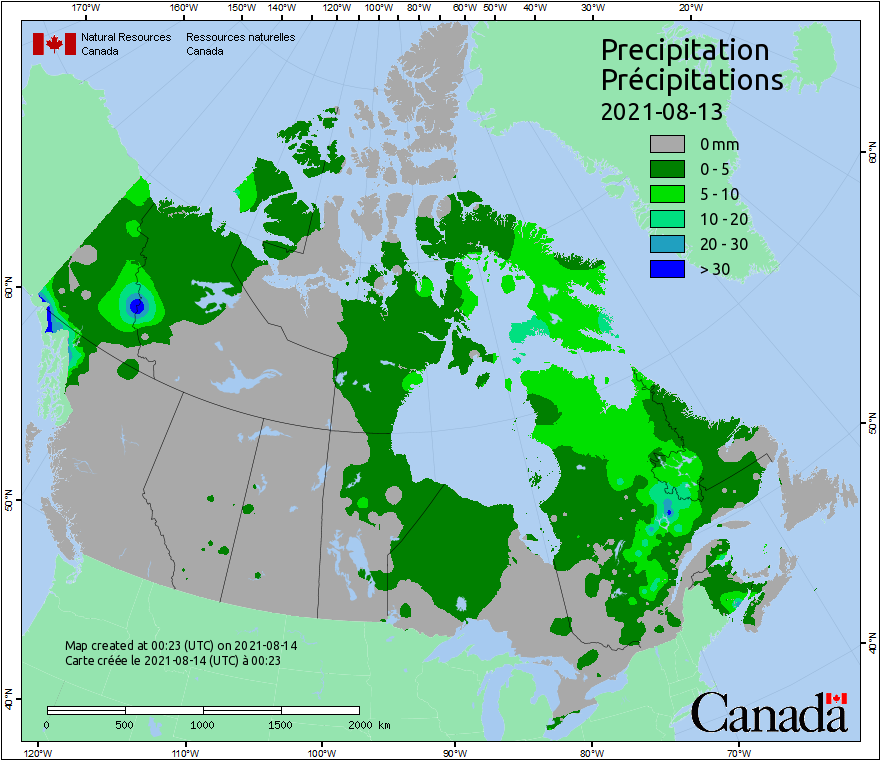 170°W 160°W 150°W 140°W 120°W 100°W 80°W 60°W 50°W 40°W 30°W 20°W
Natural Resources Canada
Ressources naturelles Canada
Precipitation
Précipitations
2021-08-13
0 mm
0 - 5
5 - 10
10 - 20
20 - 30
> 30
60°N
50°N
40°N
60°N
50°N
40°N
Map created at 00:23 (UTC) on 2021-08-14
Carte créée le 2021-08-14 (UTC) à 00:23
0 500 1000 1500 2000 km
Canada
120°W 110°W 100°W 90°W 80°W 70°W